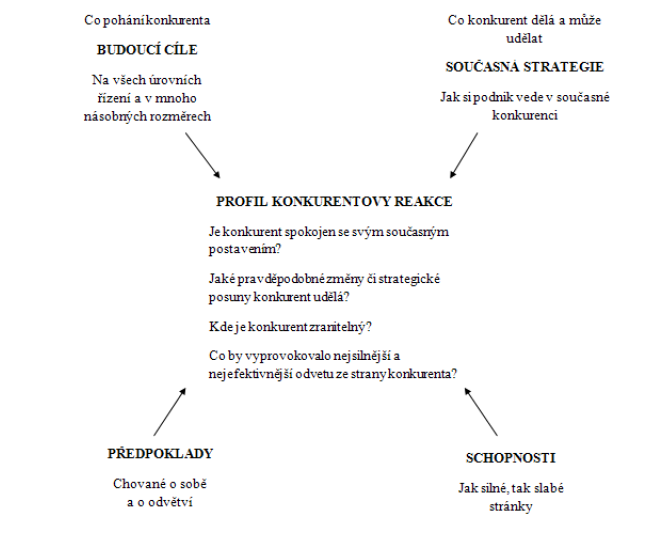 Co pohání konkurenta
BUDOUCÍ CÍLE
Na všech úrovních
řízení a v mnoho
násobných rozměrech
Co konkurent dělá a může
udělat
SOUČASNÁ STRATEGIE
Jak si podnik vede v současné
konkurenci
PROFIL KONKURENTOVY REAKCE
Je konkurent spokojen se svým současným
postavením?
Jaké pravděpodobné změny či strategické
posuny konkurent udělá?
Kde je konkurent zranitelný?
Co by vyprovokovalo nejsilnější a
nejefektivnější odvetu ze strany konkurenta?
PŘEDPOKLADY
Chované o sobě
a o odvětví
SCHOPNOSTI
Jak silné, tak slabé
stránky